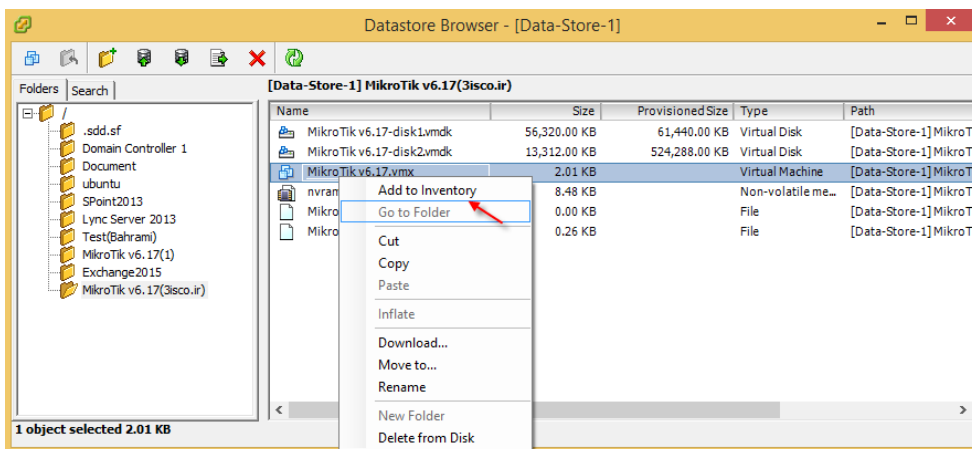 Datastore Browser - [Data-Store-1]
Folders Search
[Data-Store-1] MikroTik v6.17(3isco.ir)
/
.sdd.sf
Domain Controller 1
Document
ubuntu
SPoint2013
Lync Server 2013
Test(Bahrami)
MikroTik v6.17(1)
Exchange2015
MikroTik v6.17(3isco.ir)
Name Size Provisioned Size Type Path
MikroTik v6.17-disk1.vmdk 56,320.00 KB 61,440.00 KB Virtual Disk [Data-Store-1] MikroT
MikroTik v6.17-disk2.vmdk 13,312.00 KB 524,288.00 KB Virtual Disk [Data-Store-1] MikroT
MikroTik v6.17.vmx 2.01 KB Virtual Machine [Data-Store-1] MikroT
nvran 8.48 KB Non-volatile me... [Data-Store-1] MikroT
Mikro 0.00 KB File [Data-Store-1] MikroT
Mikro 0.26 KB File [Data-Store-1] MikroT
Add to Inventory
Go to Folder
Cut
Copy
Paste
Inflate
Download...
Move to...
Rename
New Folder
Delete from Disk
1 object selected 2.01 KB